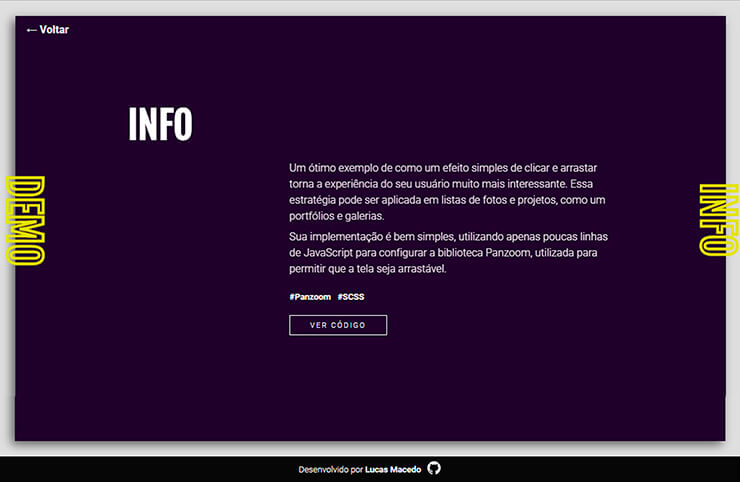 ← Voltar
INFO
DEMO
INFO
Um ótimo exemplo de como um efeito simples de clicar e arrastar
torna a experiência do seu usuário muito mais interessante. Essa
estratégia pode ser aplicada em listas de fotos e projetos, como um
portfólios e galerias.
Sua implementação é bem simples, utilizando apenas poucas linhas
de JavaScript para configurar a biblioteca Panzoom, utilizada para
permitir que a tela seja arrastável.
#Panzoom #SCSS
VER CÓDIGO
Desenvolvido por Lucas Macedo